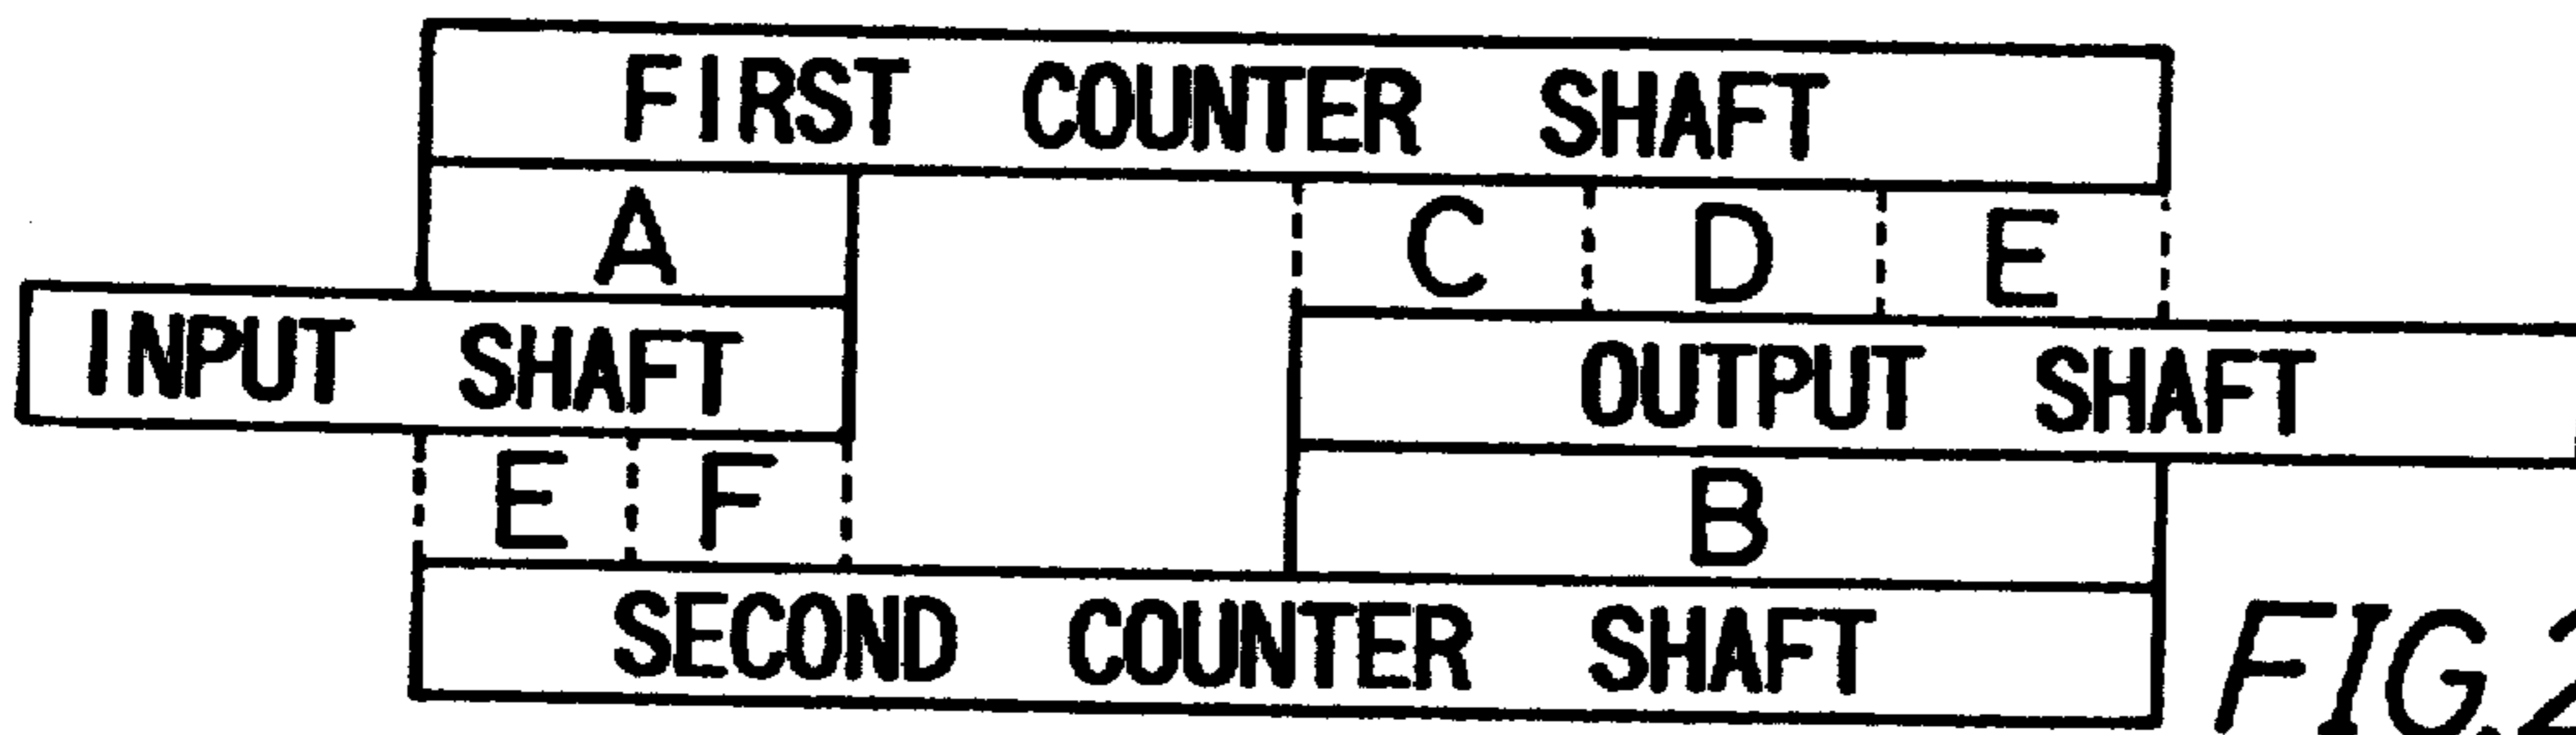 FIRST COUNTER SHAFT
A C D E
INPUT SHAFT OUTPUT SHAFT
E F B
SECOND COUNTER SHAFT
FIG.2